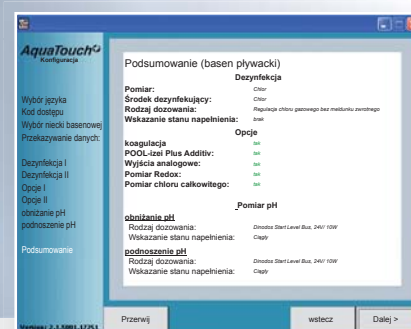 AquaTouch
Konfiguracja
Wybór języka
Kod dostępu
Wybór niecki basenowej
Przekazywanie danych:
Dezynfekcja I
Dezynfekcja II
Opcje I
Opcje II
obniżanie pH
podnoszenie pH
Podsumowanie
Podsumowanie (basen pływacki)
Dezynfekcja
Pomiar: Chlor
Środek dezynfekujący: Chlor
Rodzaj dozowania: Regulacja chloru gazowego bez meldunku zwrotnego
Wskazanie stanu napełnienia: brak
Opcje
koagulacja tak
POOL-izei Plus Additiv: tak
Wyjścia analogowe: tak
Pomiar Redox: tak
Pomiar chloru całkowitego: tak
Pomiar pH
obniżanie pH
Rodzaj dozowania: Dinodos Start Level Bus, 24V/ 10W
Wskazanie stanu napełnienia: Ciągły
podnoszenie pH
Rodzaj dozowania: Dinodos Start Level Bus, 24V/ 10W
Wskazanie stanu napełnienia: Ciągły
Przerwij wstecz Dalej >